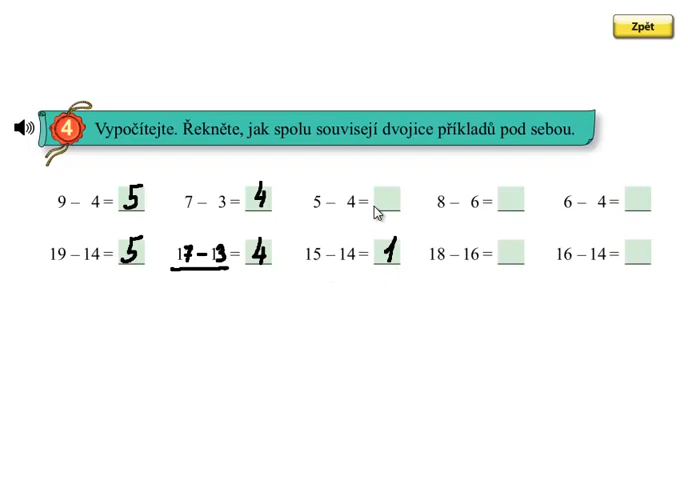 Zpět
4 Vypočítejte. Řekněte, jak spolu souvisejí dvojice příkladů pod sebou.
9 – 4 = 5 7 – 3 = 4 5 – 4 = 8 – 6 = 6 – 4 =
19 – 14 = 5 17 – 13 = 4 15 – 14 = 1 18 – 16 = 16 – 14 =